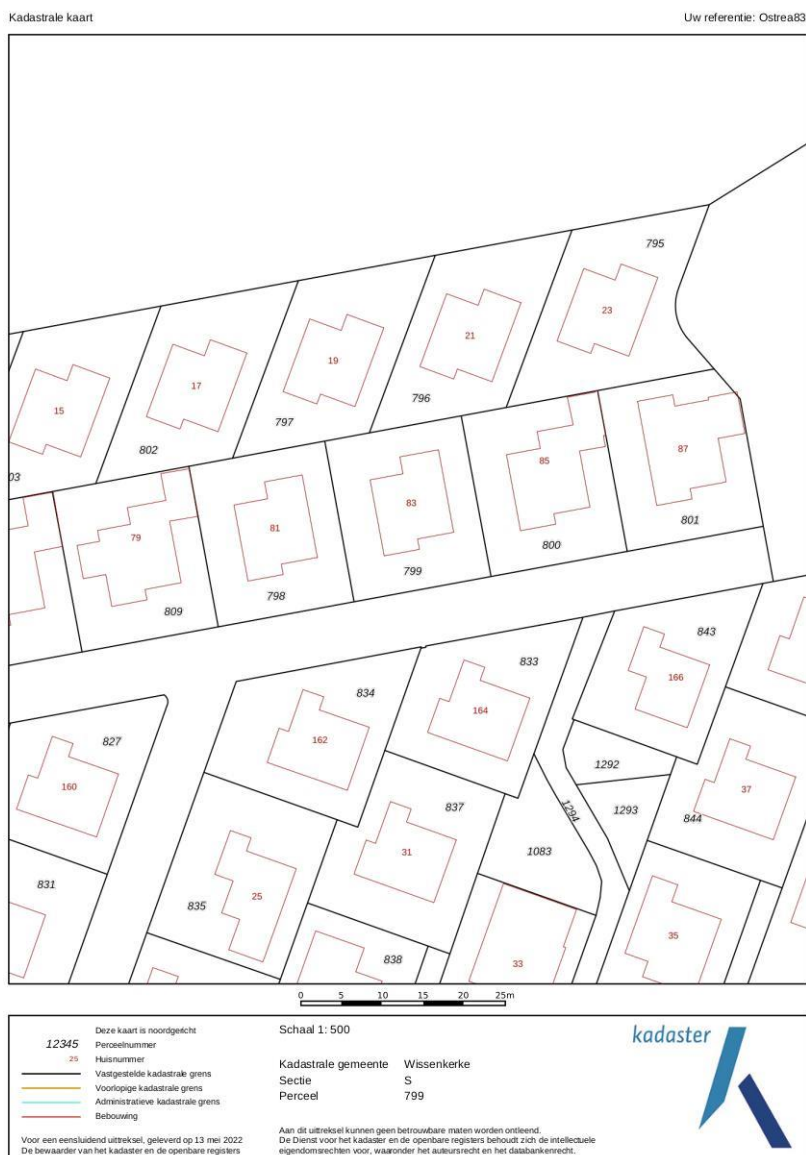 Kadastrale kaart
Uw referentie: Ostrea83
795
23
21
19
796
17
797
15
802
03
87
85
83
801
81
800
79
799
798
809
843
833
166
834
164
162
827
1292
37
160
1293
1294
844
837
31
1083
831
25
835
35
838
33
0 5 10 15 20 25m
Deze kaart is noordgericht
12345 Perceelnummer
25 Huisnummer
Vastgestelde kadastrale grens
Voorlopige kadastrale grens
Administratieve kadastrale grens
Bebouwing
Voor een eensluidend uittreksel, geleverd op 13 mei 2022
De bewaarder van het kadaster en de openbare registers
Schaal 1: 500
Kadastrale gemeente Wissenkerke
Sectie S
Perceel 799
Aan dit uittreksel kunnen geen betrouwbare maten worden ontleend.
De Dienst voor het kadaster en de openbare registers behoudt zich de intellectuele
eigendomsrechten voor, waaronder het auteursrecht en het databankenrecht.
kadaster